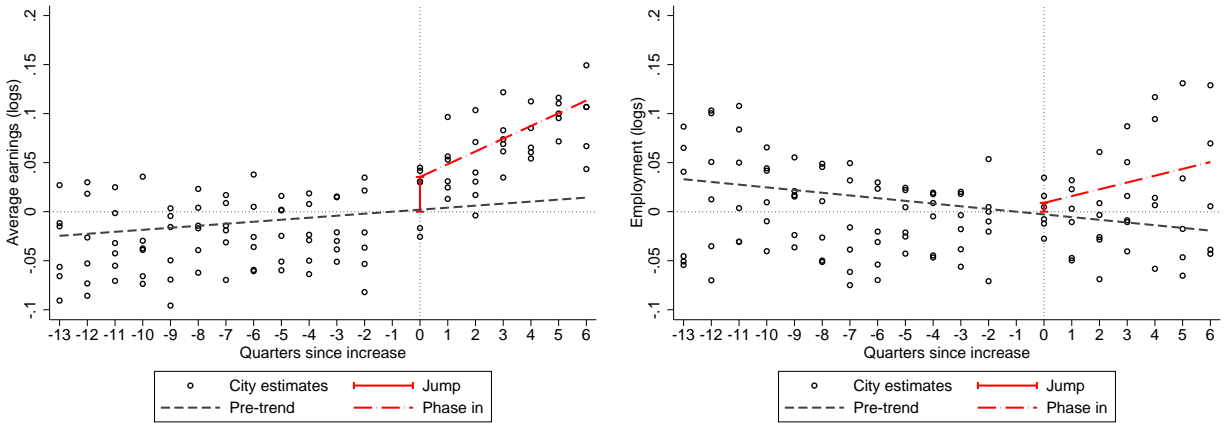 .2
.15
.1
.05
0
-.05
-.1
Average earnings (logs)
-13 -12 -11 -10 -9 -8 -7 -6 -5 -4 -3 -2 -1 0 1 2 3 4 5 6
Quarters since increase
City estimates Jump
Pre-trend Phase in
.2
.15
.1
.05
0
-.05
-.1
Employment (logs)
-13 -12 -11 -10 -9 -8 -7 -6 -5 -4 -3 -2 -1 0 1 2 3 4 5 6
Quarters since increase
City estimates Jump
Pre-trend Phase in